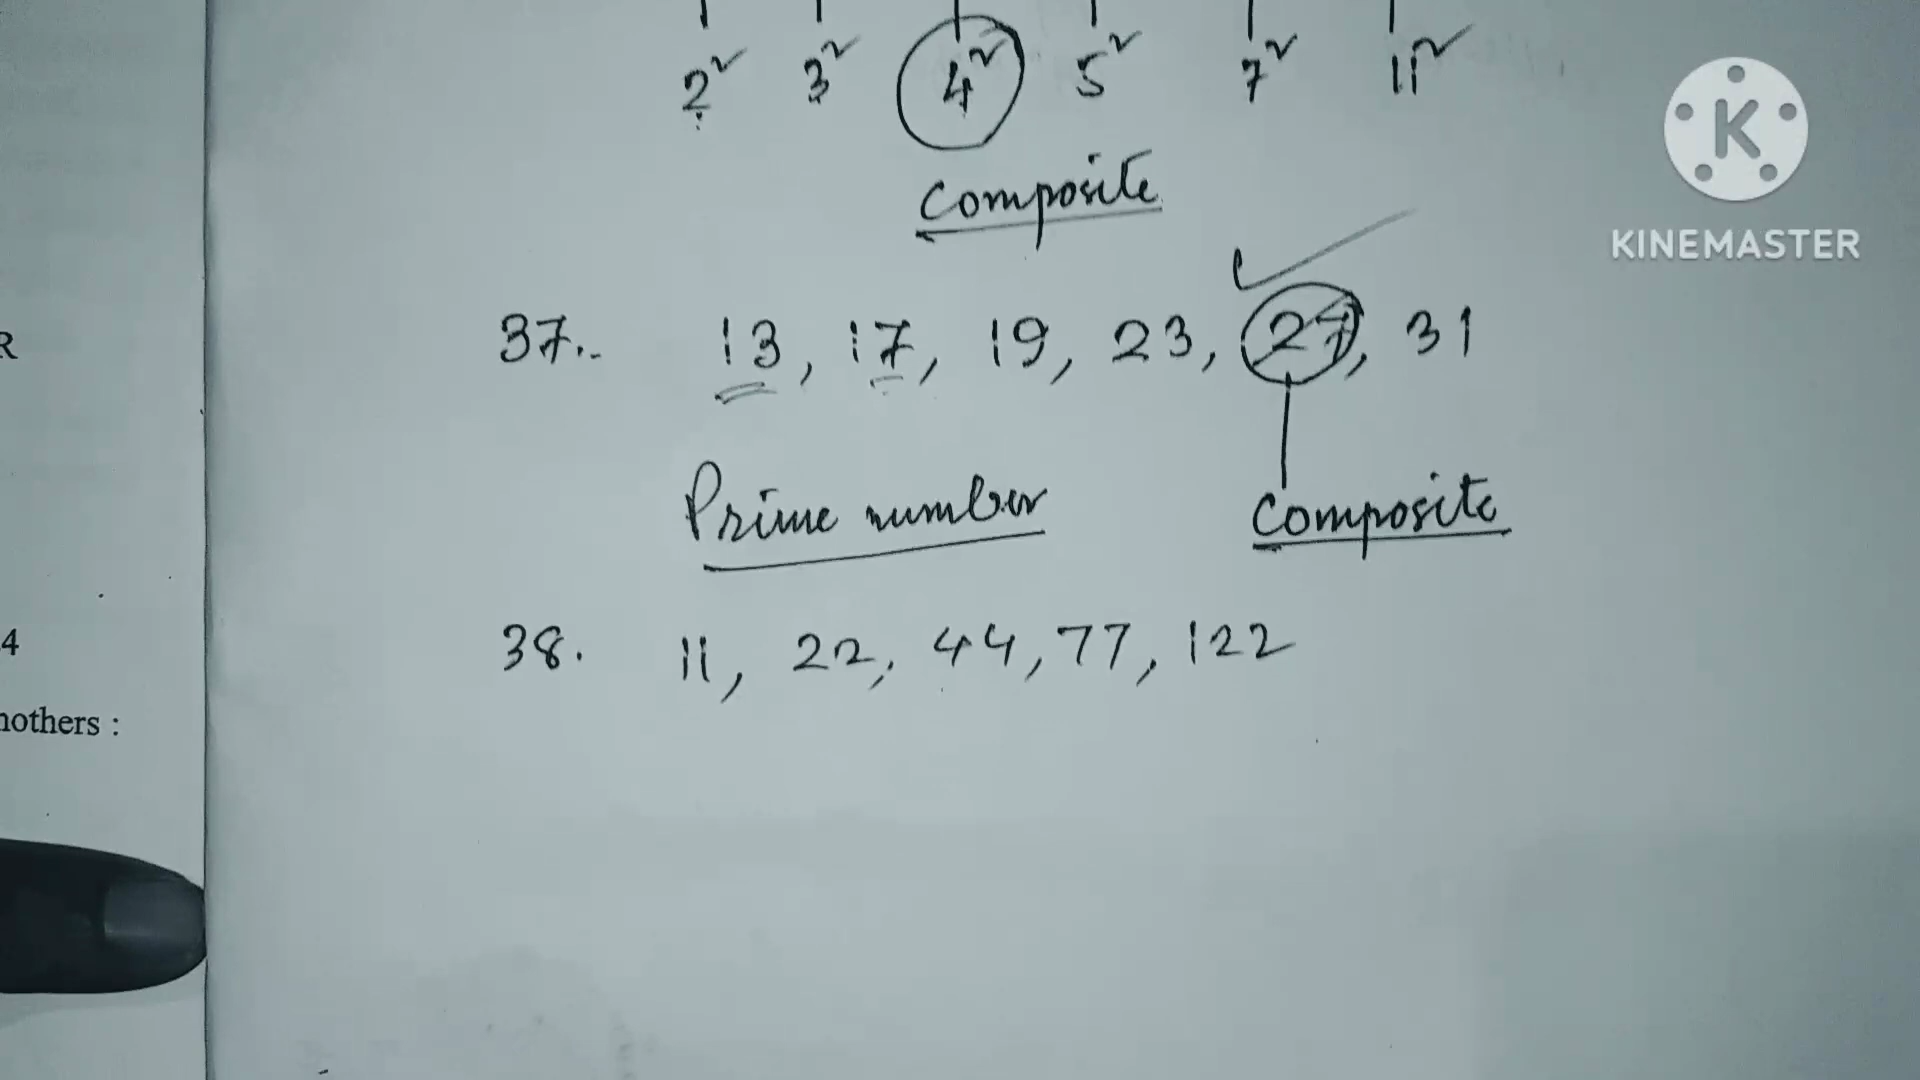 2² 3² 4² 5² 7² 11²
Composite
K
KINEMASTER
37. 13, 17, 19, 23, 27, 31
Prime number Composite
38. 11, 22, 44, 77, 122
R
4
nothers :